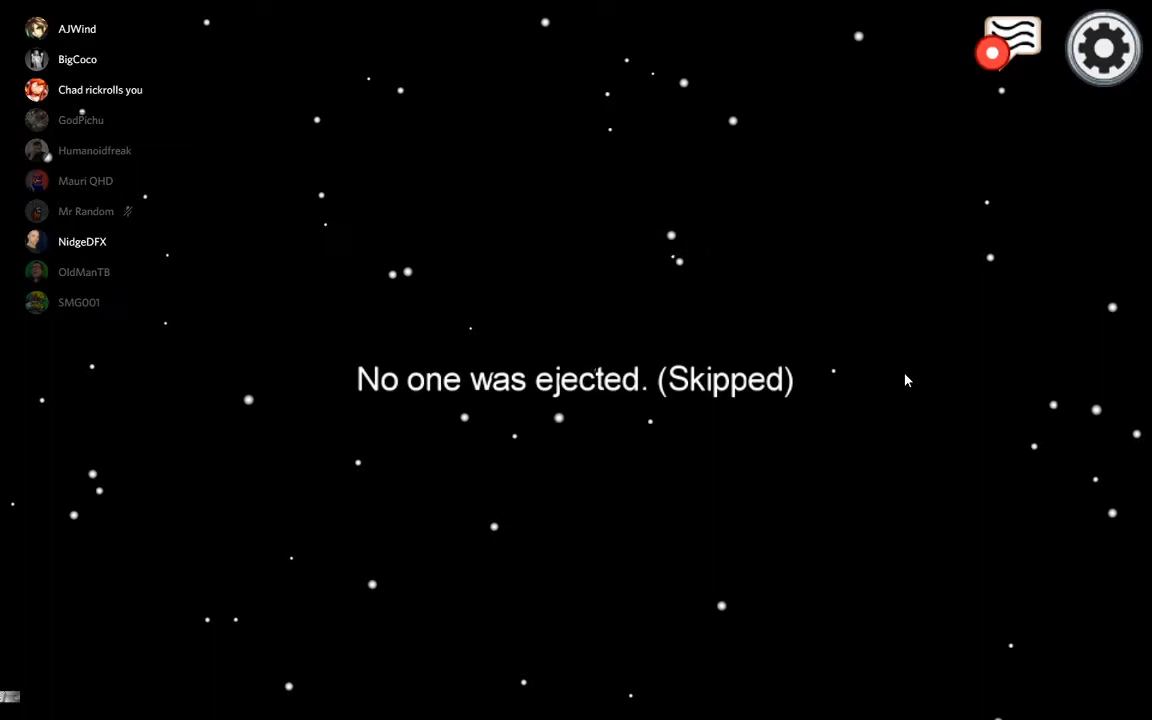 AJWind
BigCoco
Chad rickrolls you
GodPichu
Humanoidfreak
Mauri QHD
Mr Random
NidgeDFX
OldManTB
SMG001
No one was ejected. (Skipped)